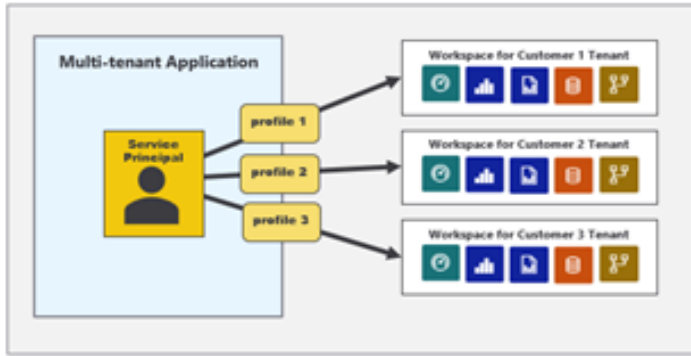 Multi-tenant Application
Service
Principal
profile 1
profile 2
profile 3
Workspace for Customer 1 Tenant
Workspace for Customer 2 Tenant
Workspace for Customer 3 Tenant